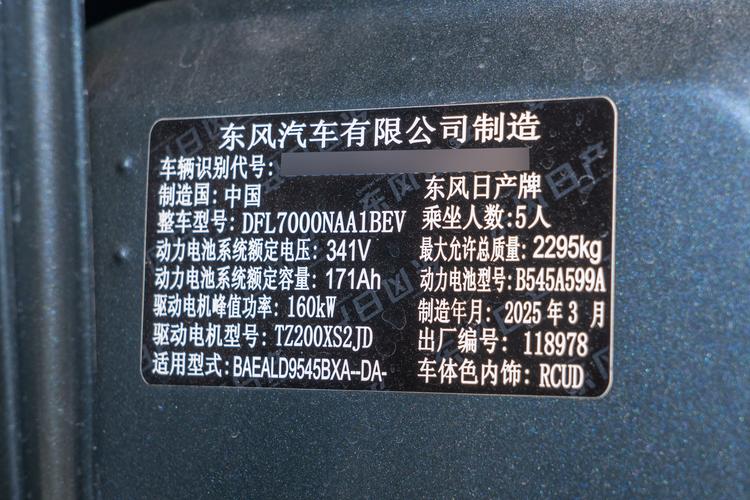 东风汽车有限公司制造
车辆识别代号:
制造国: 中国 东风日产牌
整车型号: DFL7000NAA1BEV 乘坐人数:5人
动力电池系统额定电压: 341V 最大允许总质量: 2295kg
动力电池系统额定容量: 171Ah 动力电池型号: B545A599A
驱动电机峰值功率: 160kW 制造年月: 2025 年 3 月
驱动电机型号: TZ200XS2JD 出厂编号: 118978
适用型式: BAEALD9545BXA--DA- 车体色内饰: RCUD